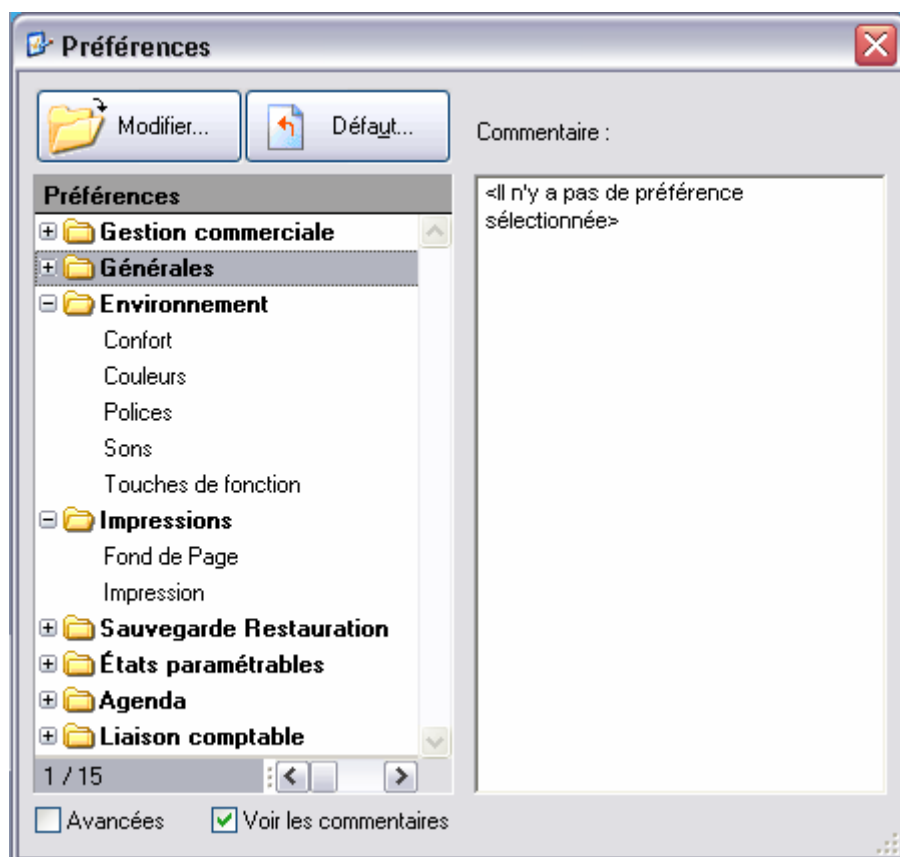 Préférences
Modifier...
Défaut...
Commentaire :
Préférences
Gestion commerciale
Générales
Environnement
Confort
Couleurs
Polices
Sons
Touches de fonction
Impressions
Fond de Page
Impression
Sauvegarde Restauration
États paramétrables
Agenda
Liaison comptable
1 / 15
<Il n'y a pas de préférence
sélectionnée>
Avancées
Voir les commentaires